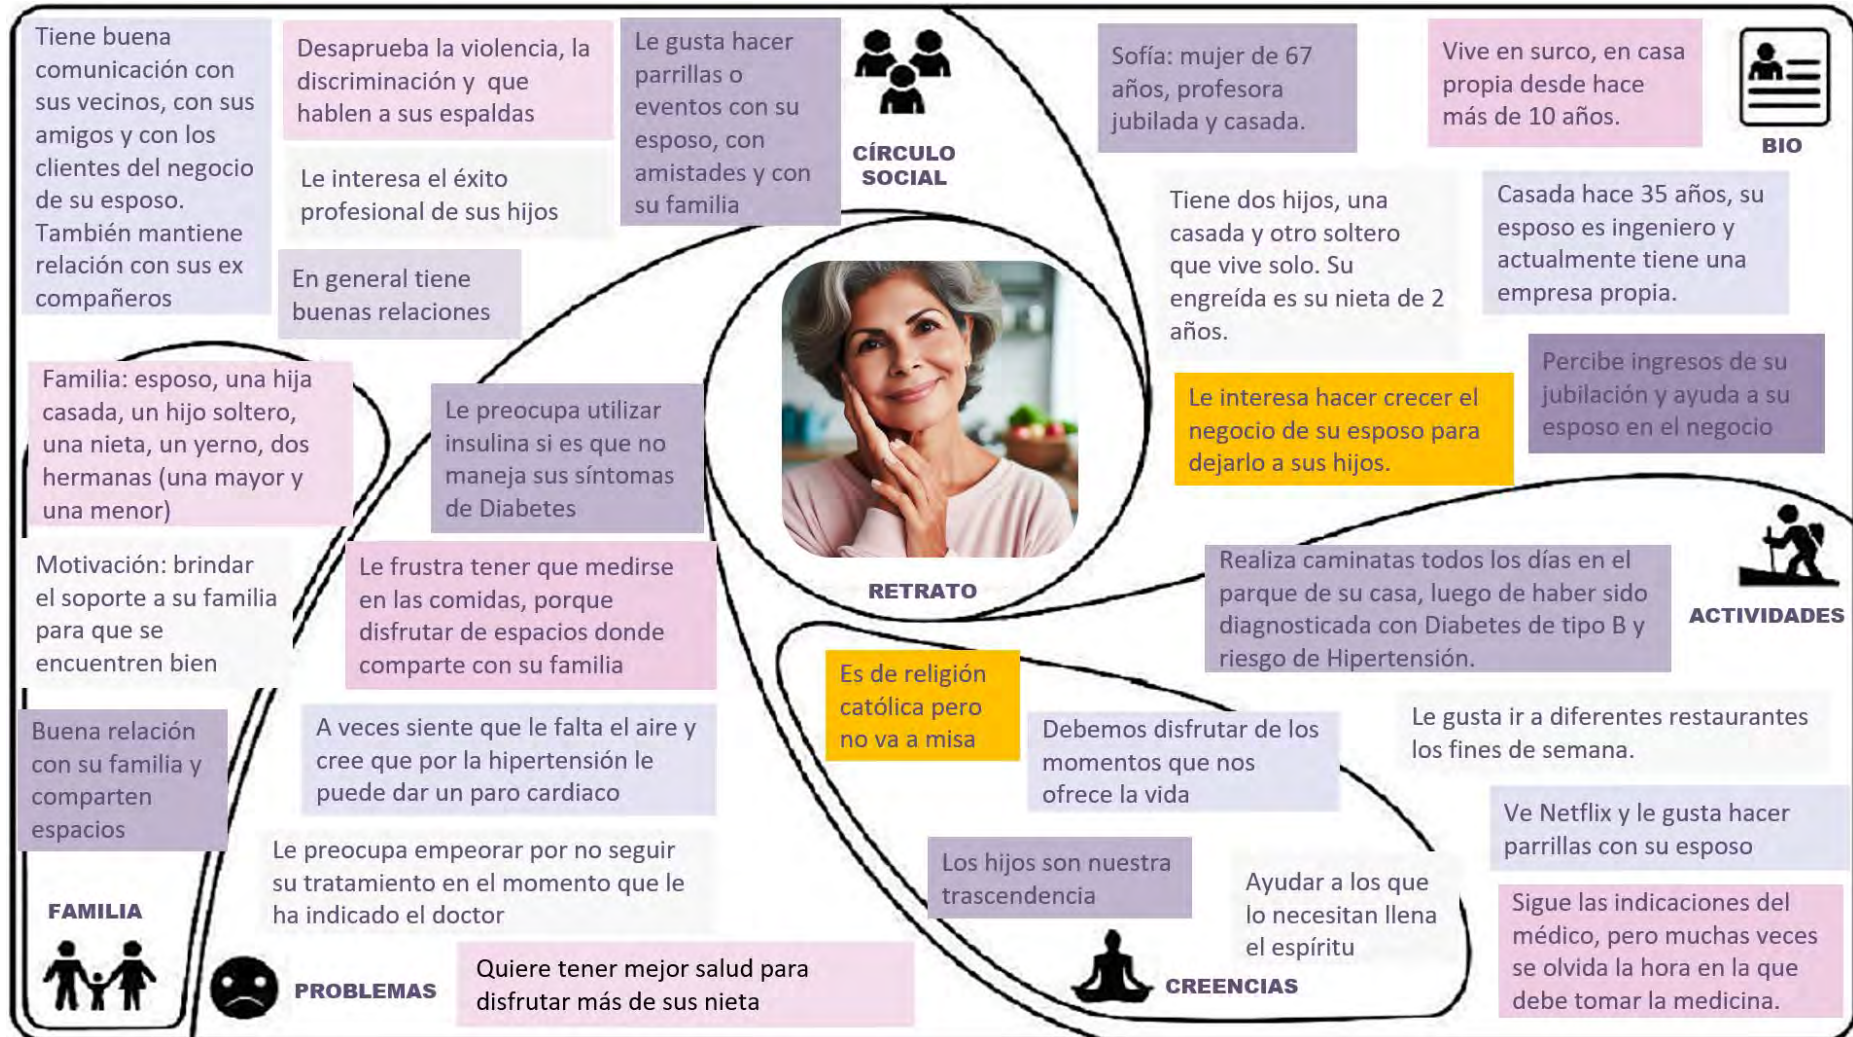 Tiene buena
comunicación con
sus vecinos, con sus
amigos y con los
clientes del negocio
de su esposo.
También mantiene
relación con sus ex
compañeros
Desaprueba la violencia, la
discriminación y que
hablen a sus espaldas
Le interesa el éxito
profesional de sus hijos
En general tiene
buenas relaciones
Le gusta hacer
parrillas o
eventos con su
esposo, con
amistades y con
su familia
CÍRCULO
SOCIAL
Sofía: mujer de 67
años, profesora
jubilada y casada.
Vive en surco, en casa
propia desde hace
más de 10 años.
BIO
Tiene dos hijos, una
casada y otro soltero
que vive solo. Su
engreída es su nieta de 2
años.
Casada hace 35 años, su
esposo es ingeniero y
actualmente tiene una
empresa propia.
Le interesa hacer crecer el
negocio de su esposo para
dejarlo a sus hijos.
Percibe ingresos de su
jubilación y ayuda a su
esposo en el negocio
Familia: esposo, una hija
casada, un hijo soltero,
una nieta, un yerno, dos
hermanas (una mayor y
una menor)
Motivación: brindar
el soporte a su familia
para que se
encuentren bien
Buena relación
con su familia y
comparten
espacios
FAMILIA
Le preocupa utilizar
insulina si es que no
maneja sus síntomas
de Diabetes
Le frustra tener que medirse
en las comidas, porque
disfrutar de espacios donde
comparte con su familia
A veces siente que le falta el aire y
cree que por la hipertensión le
puede dar un paro cardiaco
Le preocupa empeorar por no seguir
su tratamiento en el momento que le
ha indicado el doctor
PROBLEMAS
Quiere tener mejor salud para
disfrutar más de sus nieta
RETRATO
Realiza caminatas todos los días en el
parque de su casa, luego de haber sido
diagnosticada con Diabetes de tipo B y
riesgo de Hipertensión.
ACTIVIDADES
Le gusta ir a diferentes restaurantes
los fines de semana.
Ve Netflix y le gusta hacer
parrillas con su esposo
Sigue las indicaciones del
médico, pero muchas veces
se olvida la hora en la que
debe tomar la medicina.
Es de religión
católica pero
no va a misa
Debemos disfrutar de los
momentos que nos
ofrece la vida
Los hijos son nuestra
trascendencia
Ayudar a los que
lo necesitan llena
el espíritu
CREENCIAS